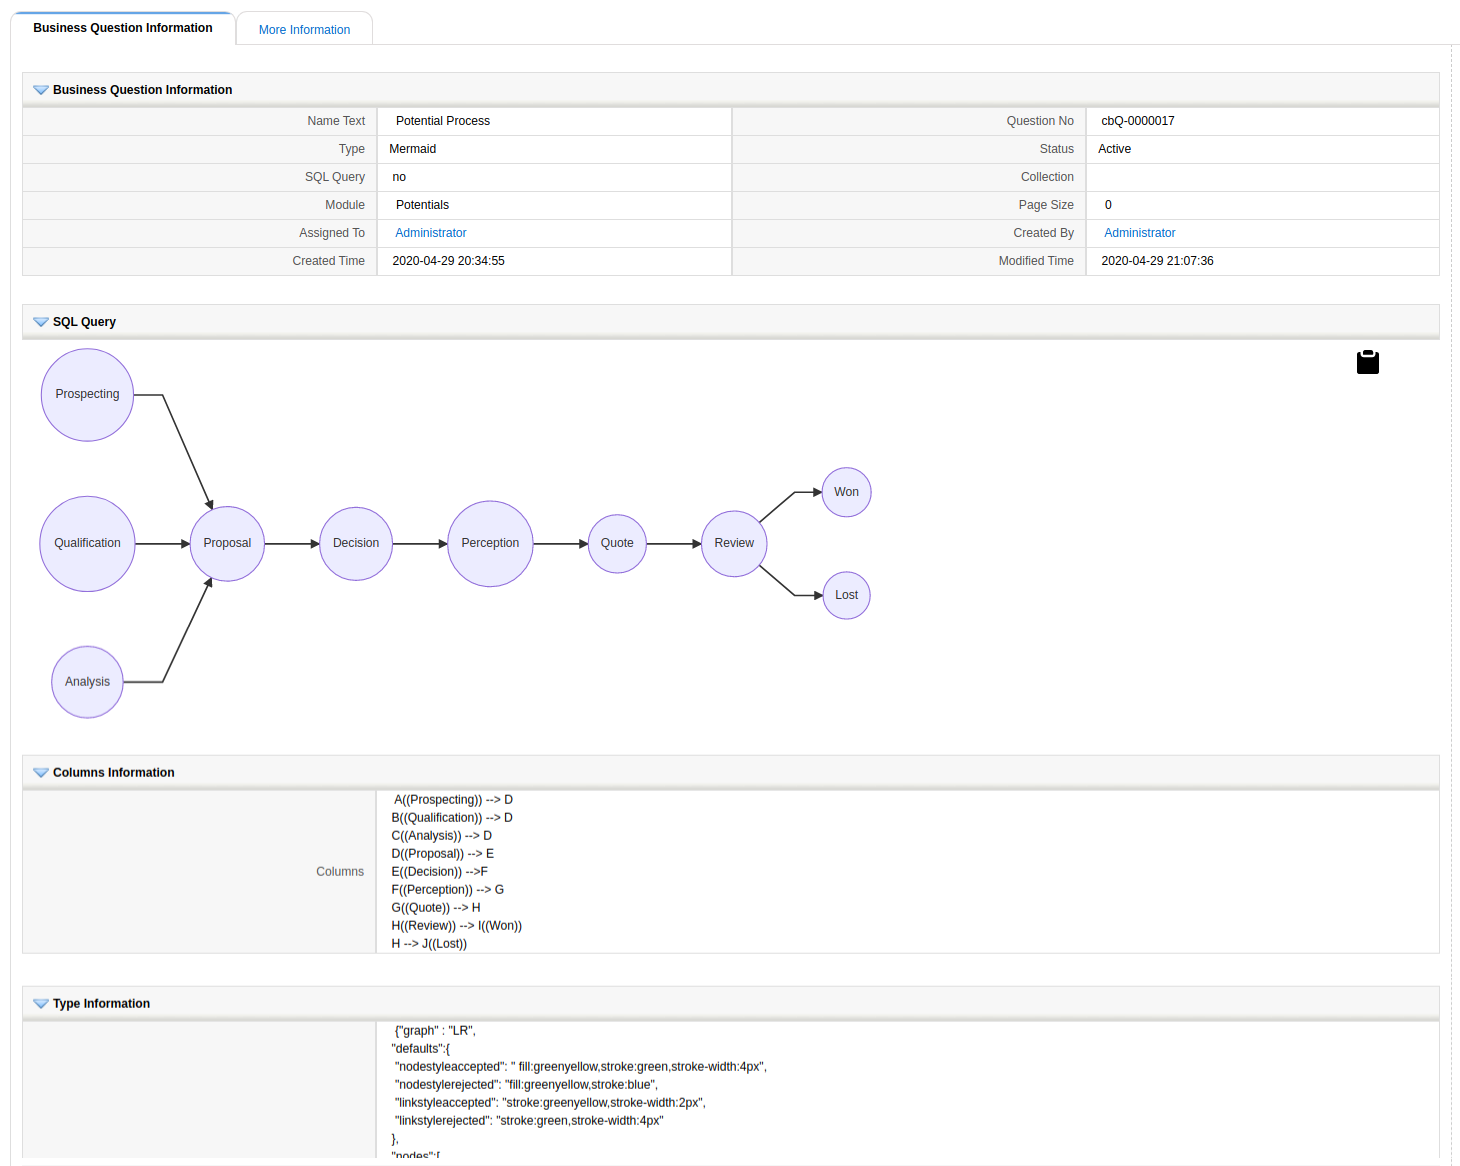 Business Question Information
More Information
Business Question Information
Name Text Potential Process Question No cbQ-0000017
Type Mermaid Status Active
SQL Query no Collection
Module Potentials Page Size 0
Assigned To Administrator Created By Administrator
Created Time 2020-04-29 20:34:55 Modified Time 2020-04-29 21:07:36
SQL Query
Prospecting
Won
Qualification Proposal Decision Perception Quote Review
Lost
Analysis
Columns Information
Columns
A((Prospecting)) --> D
B((Qualification)) --> D
C((Analysis)) --> D
D((Proposal)) --> E
E((Decision)) -->F
F((Perception)) --> G
G((Quote)) --> H
H((Review)) --> I((Won))
H --> J((Lost))
Type Information
{"graph" : "LR",
"defaults":{
"nodestyleaccepted": " fill:greenyellow,stroke:green,stroke-width:4px",
"nodestylerejected": "fill:greenyellow,stroke:blue",
"linkstyleaccepted": "stroke:greenyellow,stroke-width:2px",
"linkstylerejected": "stroke:green,stroke-width:4px"
},
"nodes":[